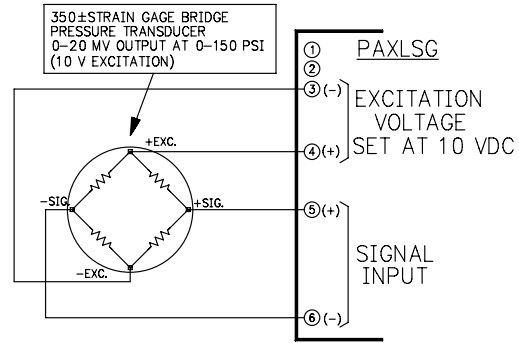 350±STRAIN GAGE BRIDGE
PRESSURE TRANSDUCER
0-20 MV OUTPUT AT 0-150 PSI
(10 V EXCITATION)
PAXLSG
1
2
3 (-)
EXCITATION
VOLTAGE
SET AT 10 VDC
+EXC.
4 (+)
-SIG.
+SIG.
5 (+)
SIGNAL
INPUT
-EXC.
6 (-)